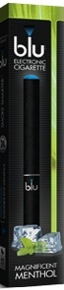 blu
ELECTRONIC
CIGARETTE
blu
MAGNIFICENT
MENTHOL